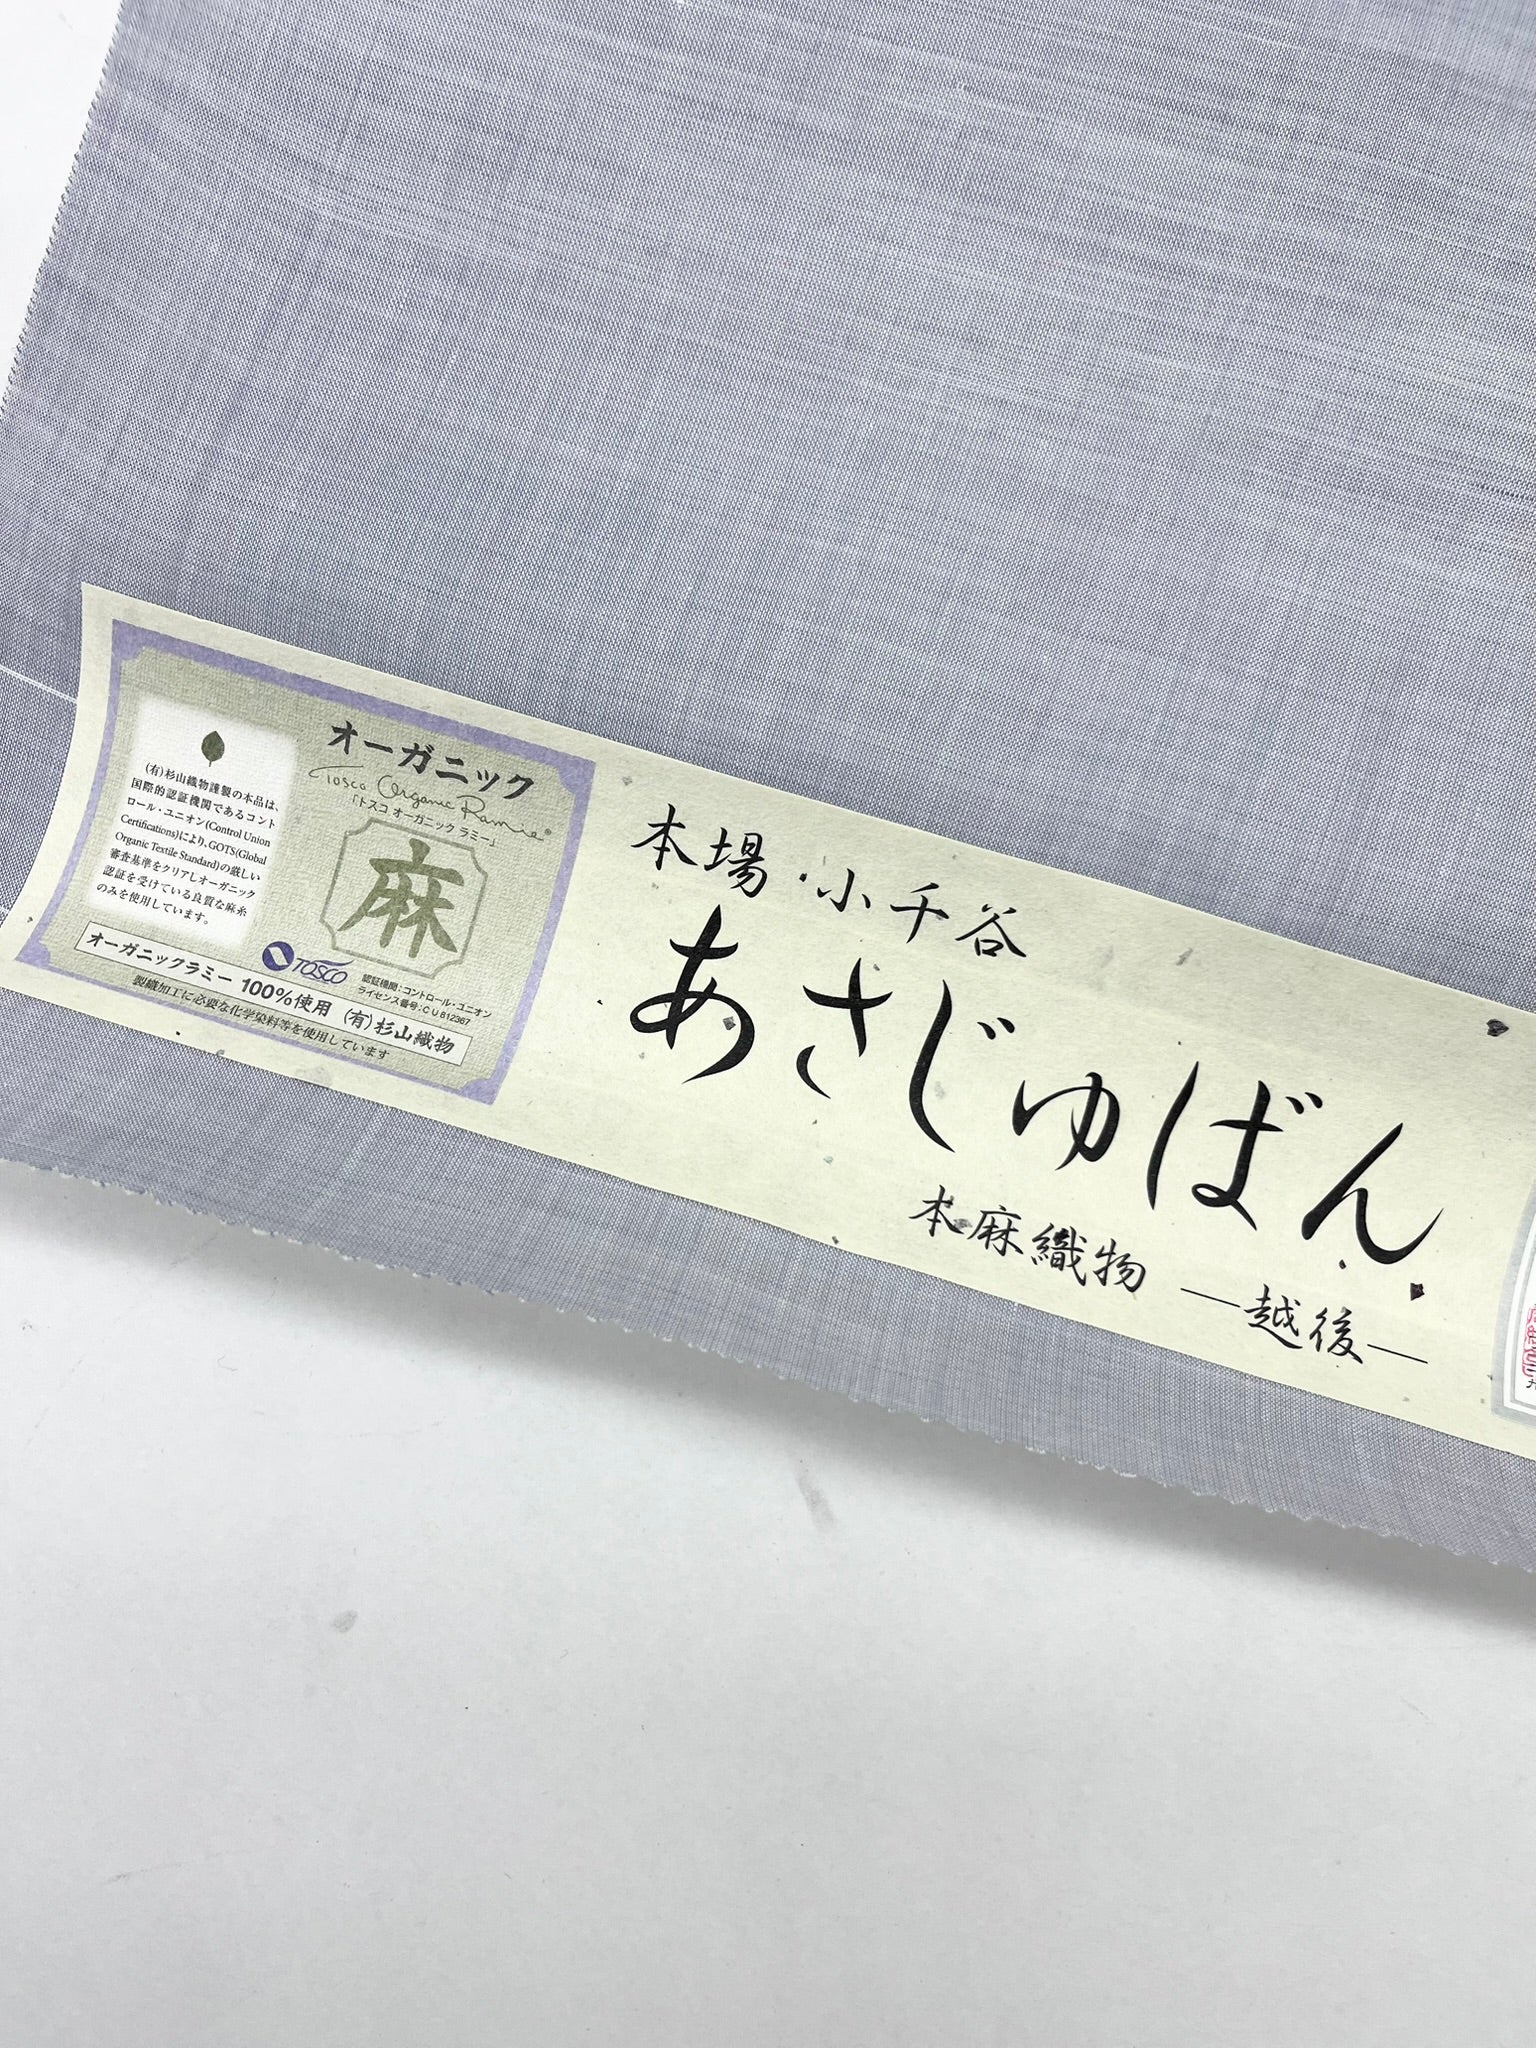 (有)杉山織物謹製の本品は、
国際的認証機関であるコント
ロール・ユニオン(Control Union
Certifications)により、GOTS(Global
Organic Textile Standard)の厳しい
審査基準をクリアしオーガニック
認証を受けている良質な麻糸
のみを使用しています。
オーガニック
Tosco Organic Ramie®
「トスコ オーガニック ラミー」
麻
TOSCO
認証機関：コントロール・ユニオン
ライセンス番号：CU812367
オーガニックラミー 100%使用 (有)杉山織物
製織加工に必要な化学染料等を使用しています
本場・小千谷
あさじゅばん
本麻織物 ―越後―